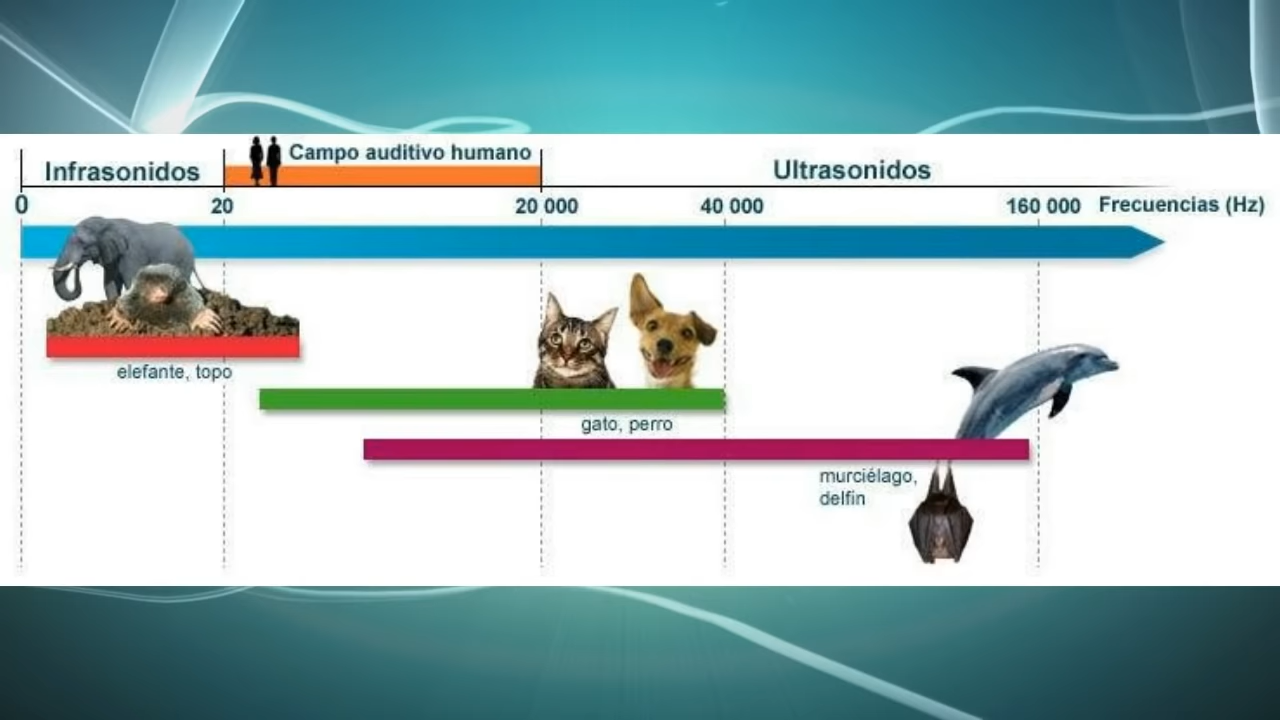 Infrasonidos
Campo auditivo humano
Ultrasonidos
0
20
20 000
40 000
160 000
Frecuencias (Hz)
elefante, topo
gato, perro
murciélago,
delfin